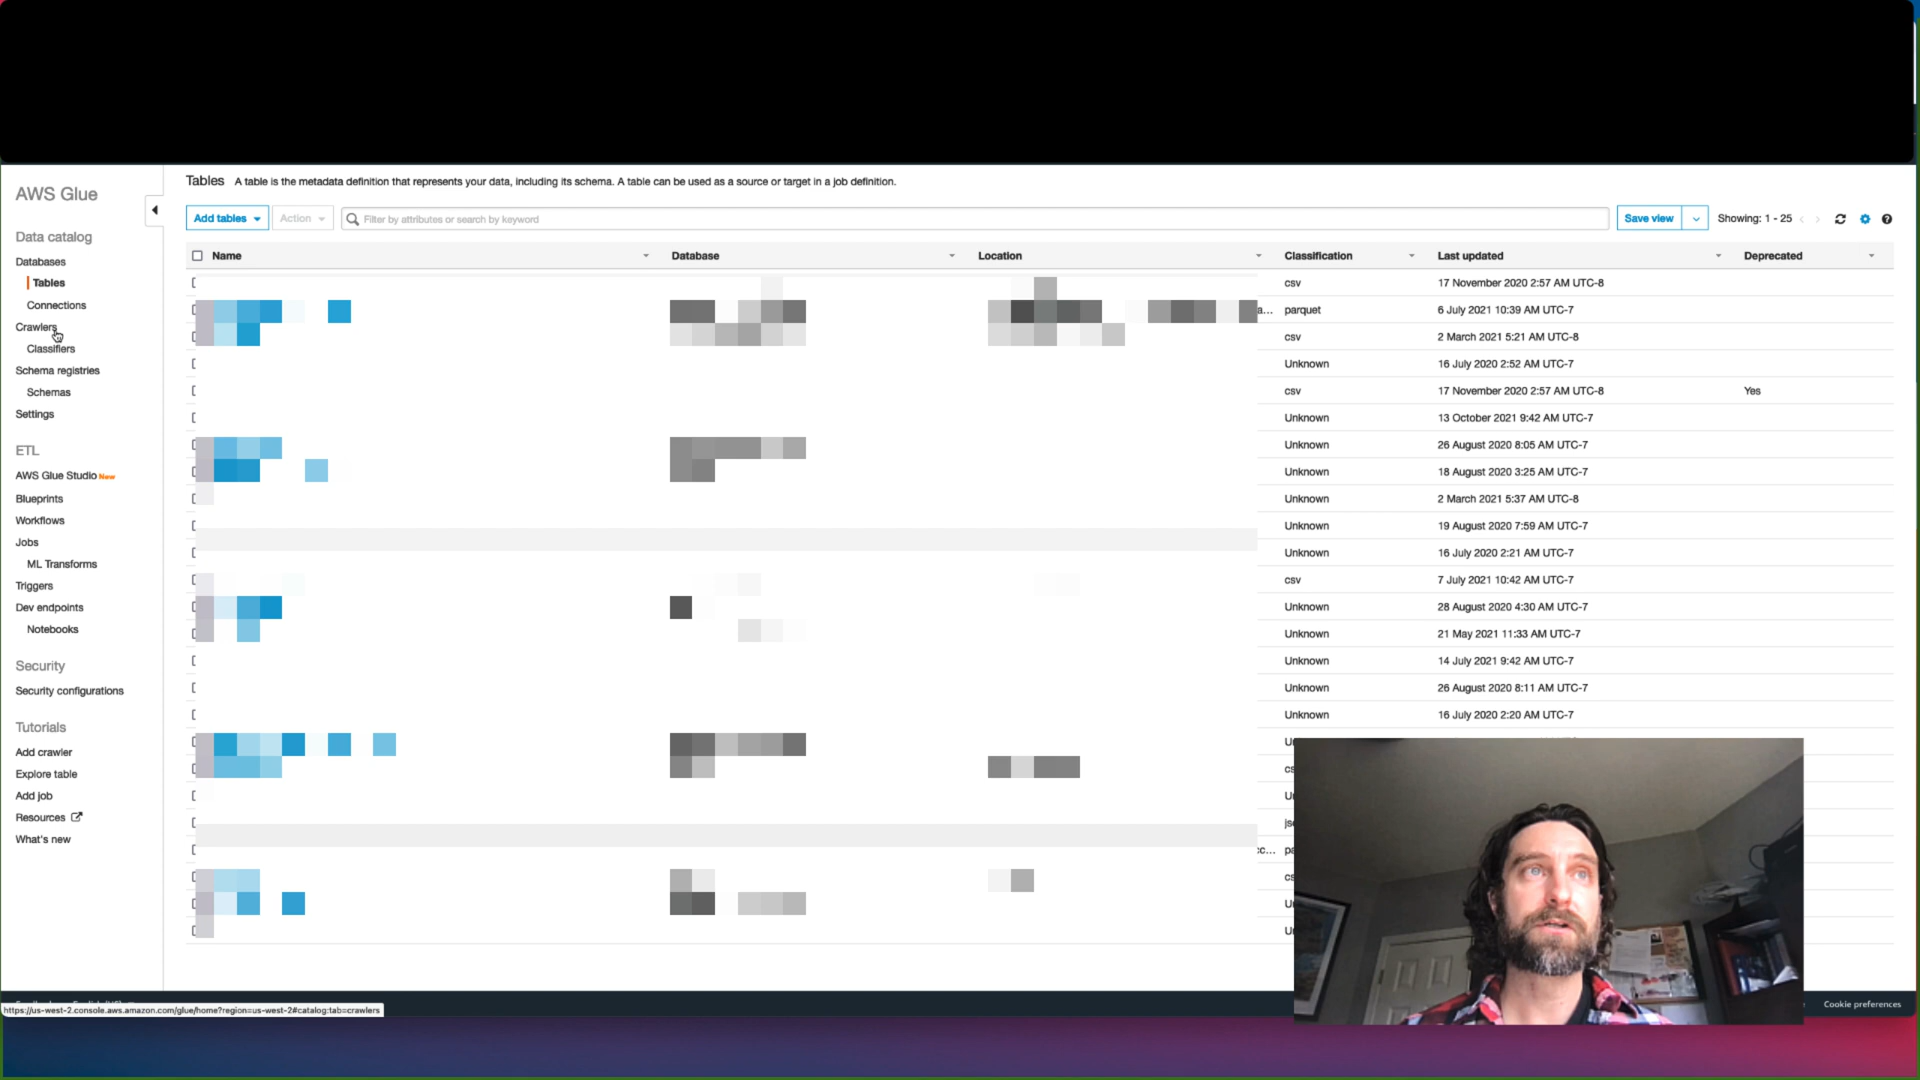 AWS Glue
Data catalog
Databases
Tables
Connections
Crawlers
Classifiers
Schema registries
Schemas
Settings
ETL
AWS Glue Studio New
Blueprints
Workflows
Jobs
ML Transforms
Triggers
Dev endpoints
Notebooks
Security
Security configurations
Tutorials
Add crawler
Explore table
Add job
Resources
What's new
Tables A table is the metadata definition that represents your data, including its schema. A table can be used as a source or target in a job definition.
Add tables Action Filter by attributes or search by keyword Save view Showing: 1 - 25
Name Database Location Classification Last updated Deprecated
csv 17 November 2020 2:57 AM UTC-8
a... parquet 6 July 2021 10:39 AM UTC-7
csv 2 March 2021 5:21 AM UTC-8
Unknown 16 July 2020 2:52 AM UTC-7
csv 17 November 2020 2:57 AM UTC-8 Yes
Unknown 13 October 2021 9:42 AM UTC-7
Unknown 26 August 2020 8:05 AM UTC-7
Unknown 18 August 2020 3:25 AM UTC-7
Unknown 2 March 2021 5:37 AM UTC-8
Unknown 19 August 2020 7:59 AM UTC-7
Unknown 16 July 2020 2:21 AM UTC-7
csv 7 July 2021 10:42 AM UTC-7
Unknown 28 August 2020 4:30 AM UTC-7
Unknown 21 May 2021 11:33 AM UTC-7
Unknown 14 July 2021 9:42 AM UTC-7
Unknown 26 August 2020 8:11 AM UTC-7
Unknown 16 July 2020 2:20 AM UTC-7
https://us-west-2.console.aws.amazon.com/glue/home?region=us-west-2#catalog:tab=crawlers
Cookie preferences